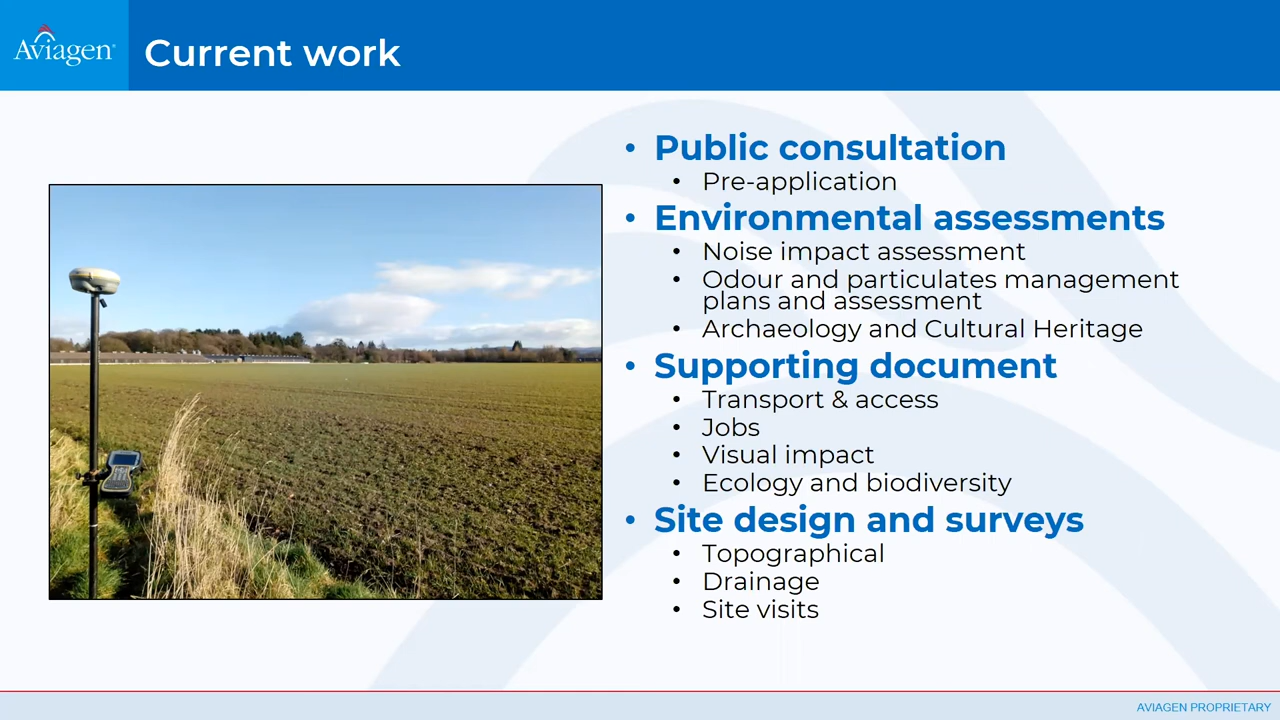 Aviagen®
Current work
• Public consultation
• Pre-application
• Environmental assessments
• Noise impact assessment
• Odour and particulates management
plans and assessment
• Archaeology and Cultural Heritage
• Supporting document
• Transport & access
• Jobs
• Visual impact
• Ecology and biodiversity
• Site design and surveys
• Topographical
• Drainage
• Site visits
AVIAGEN PROPRIETARY